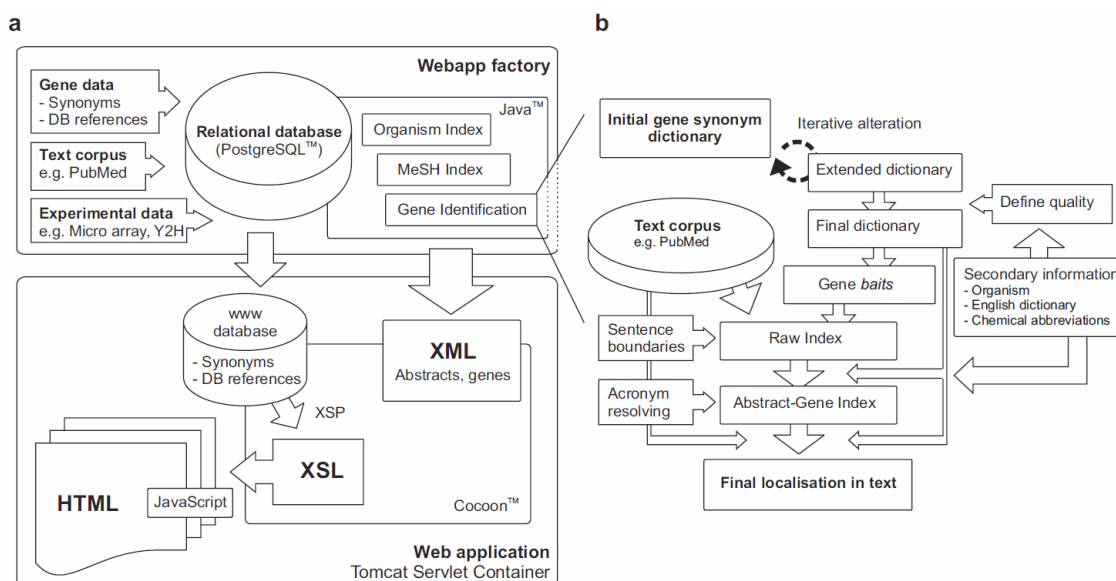 a
Webapp factory
Gene data
- Synonyms
- DB references
Text corpus
e.g. PubMed
Experimental data
e.g. Micro array, Y2H
Relational database
(PostgreSQL™)
Java™
Organism Index
MeSH Index
Gene Identification
www
database
- Synonyms
- DB references
XML
Abstracts, genes
XSP
XSL
HTML
JavaScript
Cocoon™
Web application
Tomcat Servlet Container
b
Initial gene synonym
dictionary
Iterative alteration
Extended dictionary
Define quality
Final dictionary
Text corpus
e.g. PubMed
Gene baits
Secondary information
- Organism
- English dictionary
- Chemical abbreviations
Sentence
boundaries
Raw Index
Acronym
resolving
Abstract-Gene Index
Final localisation in text